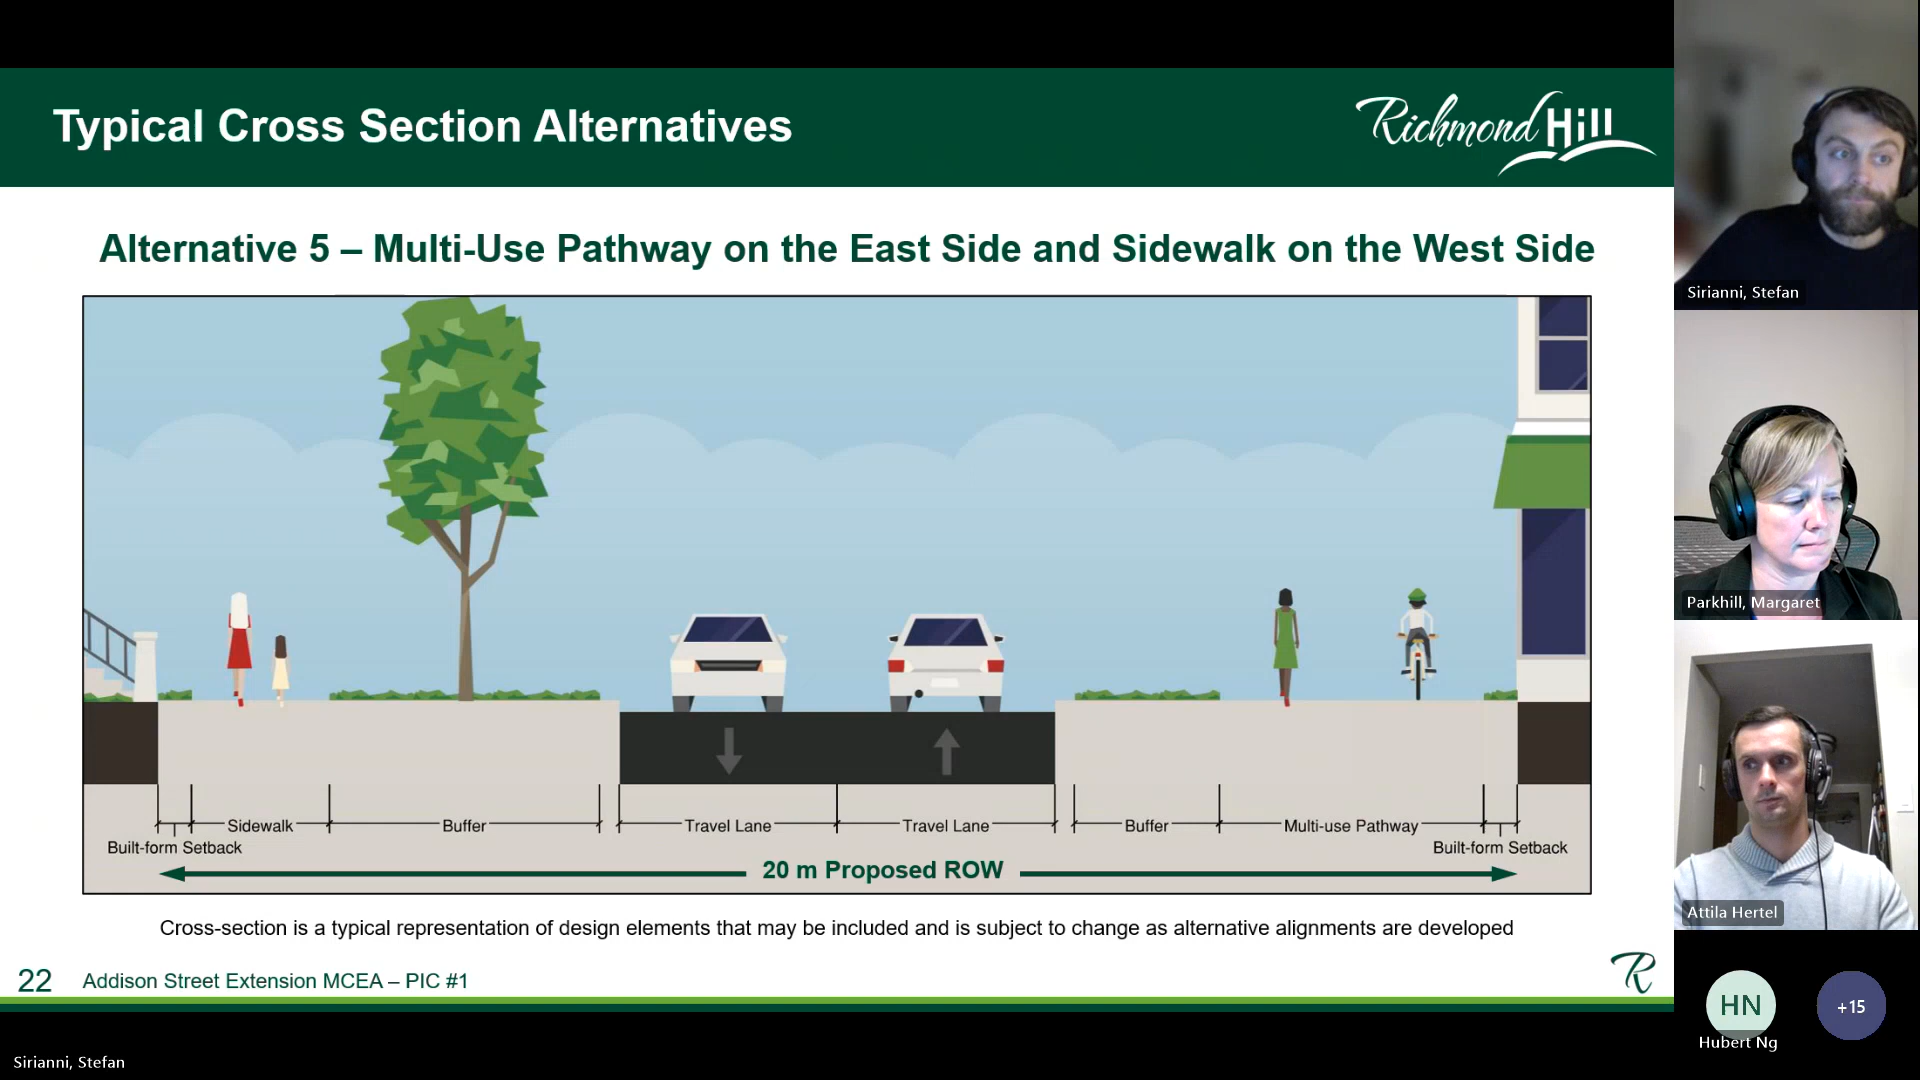 Typical Cross Section Alternatives
Richmond Hill
Alternative 5 – Multi-Use Pathway on the East Side and Sidewalk on the West Side
Sidewalk
Buffer
Travel Lane
Travel Lane
Buffer
Multi-use Pathway
Built-form Setback
Built-form Setback
20 m Proposed ROW
Cross-section is a typical representation of design elements that may be included and is subject to change as alternative alignments are developed
22
Addison Street Extension MCEA – PIC #1
R
Sirianni, Stefan
Sirianni, Stefan
Parkhill, Margaret
Attila Hertel
HN
+15
Hubert Ng